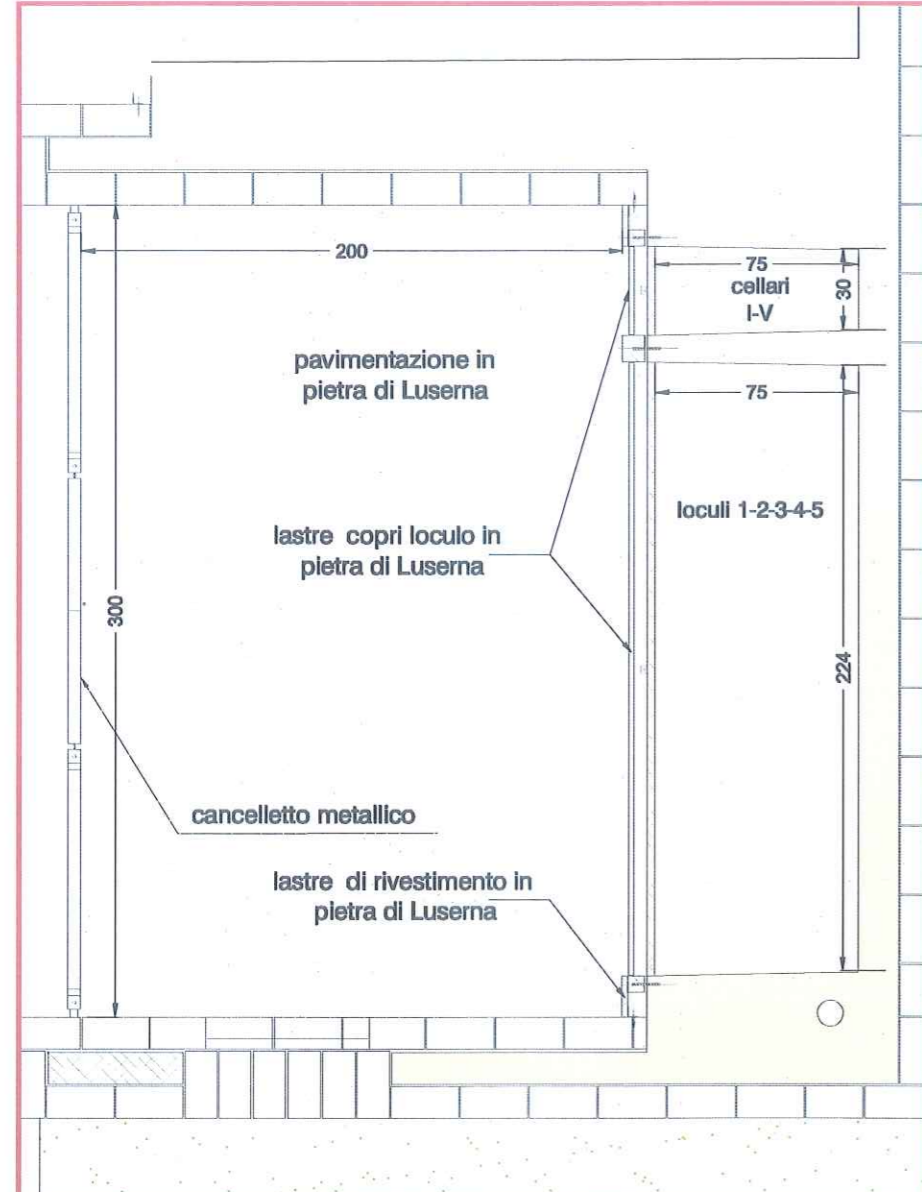 200
75
cellari
I-V
30
pavimentazione in
pietra di Luserna
75
lastre copri loculo in
pietra di Luserna
loculi 1-2-3-4-5
300
224
cancelletto metallico
lastre di rivestimento in
pietra di Luserna